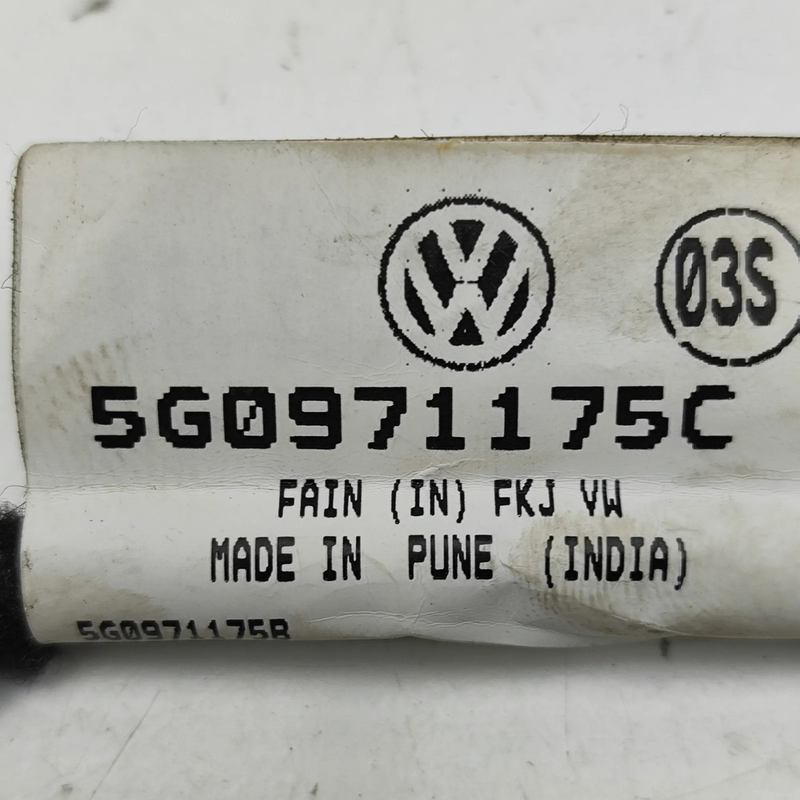 03S
5G0971175C
FAIN (IN) FKJ VW
MADE IN PUNE (INDIA)
5G0971175B